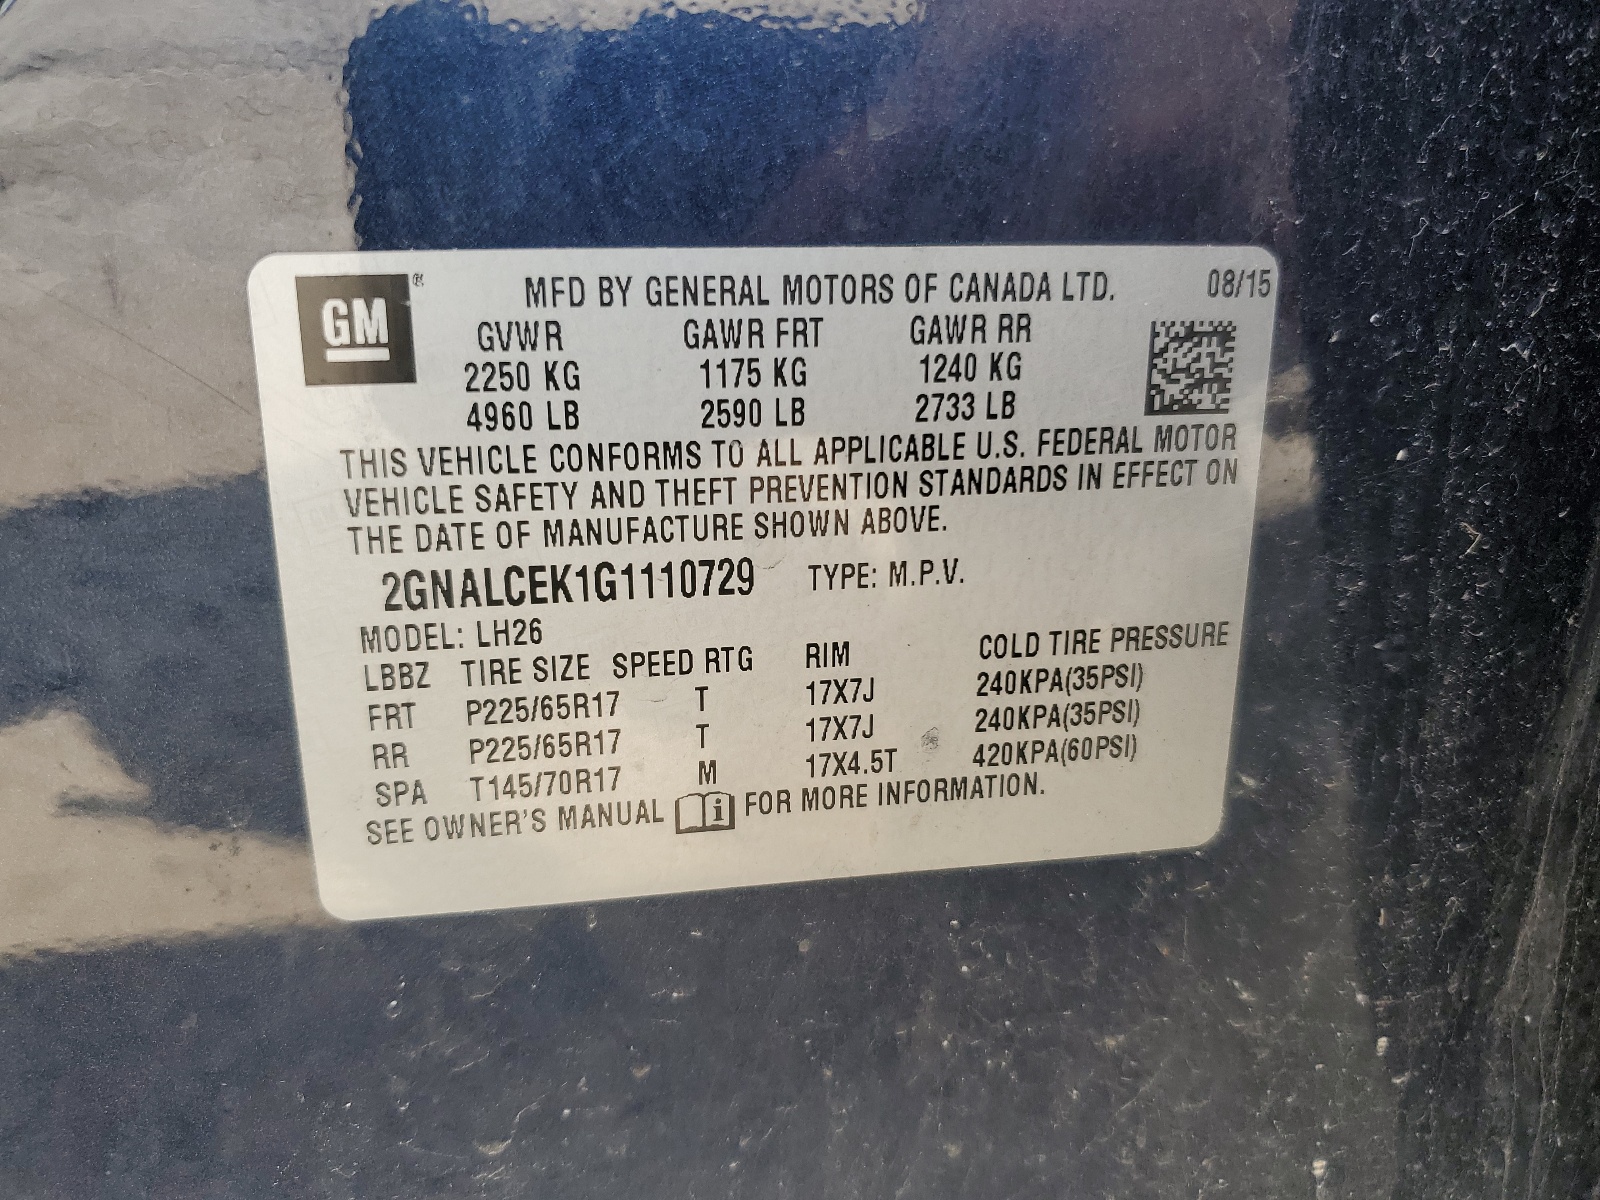 GM ® MFD BY GENERAL MOTORS OF CANADA LTD. 08/15
GVWR GAWR FRT GAWR RR
2250 KG 1175 KG 1240 KG
4960 LB 2590 LB 2733 LB
THIS VEHICLE CONFORMS TO ALL APPLICABLE U.S. FEDERAL MOTOR
VEHICLE SAFETY AND THEFT PREVENTION STANDARDS IN EFFECT ON
THE DATE OF MANUFACTURE SHOWN ABOVE.
2GNALCEK1G1110729 TYPE: M.P.V.
MODEL: LH26
LBBZ TIRE SIZE SPEED RTG RIM COLD TIRE PRESSURE
FRT P225/65R17 T 17X7J 240KPA(35PSI)
RR P225/65R17 T 17X7J 240KPA(35PSI)
SPA T145/70R17 M 17X4.5T 420KPA(60PSI)
SEE OWNER'S MANUAL i FOR MORE INFORMATION.